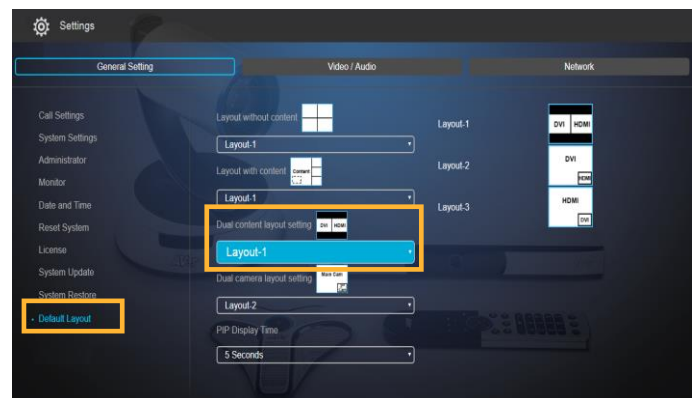 Settings
General Setting
Video / Audio
Network
Call Settings
System Settings
Administrator
Monitor
Date and Time
Reset System
License
System Update
System Restore
Default Layout
Layout without content
Layout-1
Layout with content
Content
Layout-1
Dual content layout setting
DVI HDMI
Layout-1
Dual camera layout setting
Main Cam
Layout-2
PIP Display Time
5 Seconds
Layout-1
DVI HDMI
Layout-2
DVI
HDMI
Layout-3
HDMI
DVI